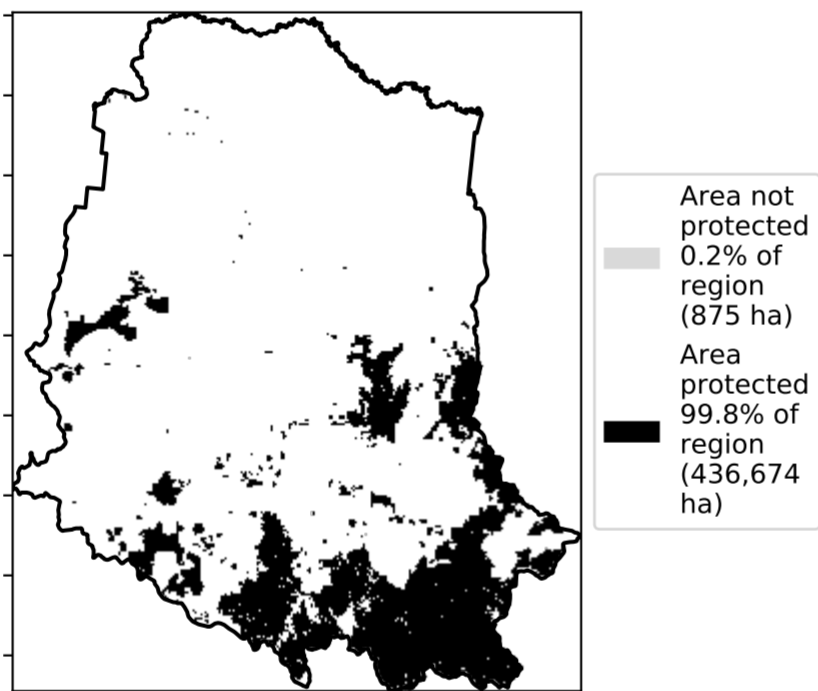 Area not
protected
0.2% of
region
(875 ha)
Area
protected
99.8% of
region
(436,674
ha)